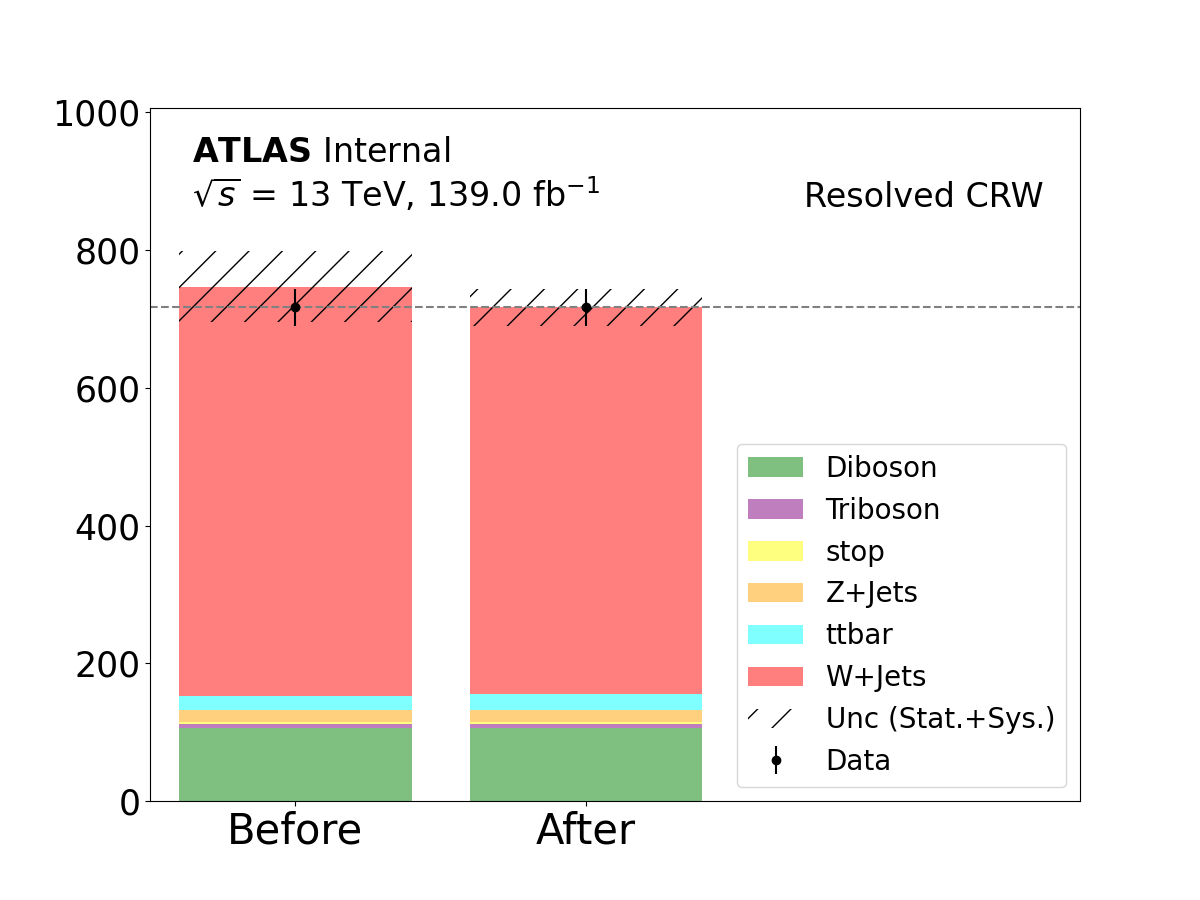 1000
800
600
400
200
0
ATLAS Internal
√s = 13 TeV, 139.0 fb⁻¹
Resolved CRW
Diboson
Triboson
stop
Z+Jets
ttbar
W+Jets
Unc (Stat.+Sys.)
Data
Before
After